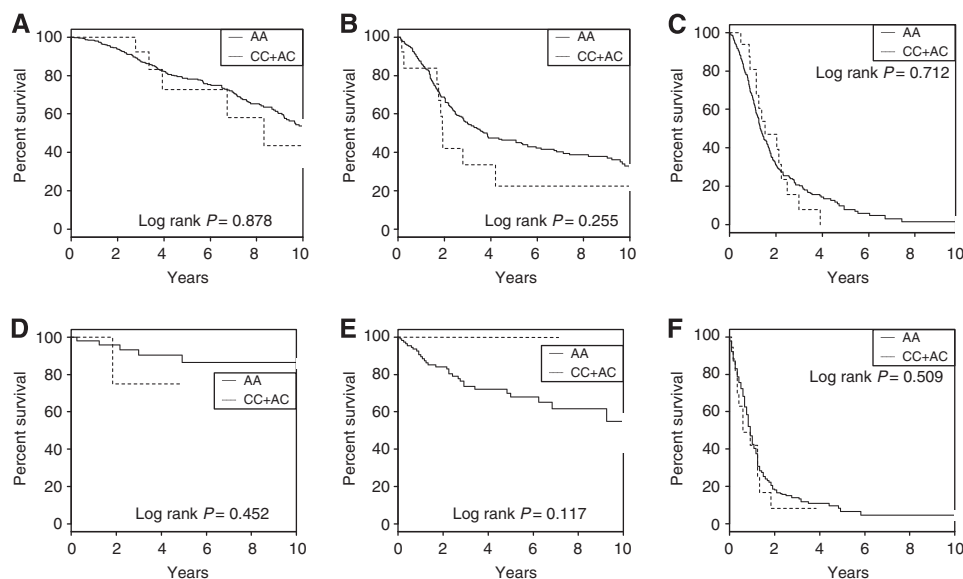 A
100
80
60
40
20
0
Percent survival
AA
CC+AC
Log rank P = 0.878
0 2 4 6 8 10
Years
B
100
80
60
40
20
0
Percent survival
AA
CC+AC
Log rank P = 0.255
0 2 4 6 8 10
Years
C
100
80
60
40
20
0
Percent survival
AA
CC+AC
Log rank P = 0.712
0 2 4 6 8 10
Years
D
100
80
60
40
20
0
Percent survival
AA
CC+AC
Log rank P = 0.452
0 2 4 6 8 10
Years
E
100
80
60
40
20
0
Percent survival
AA
CC+AC
Log rank P = 0.117
0 2 4 6 8 10
Years
F
100
80
60
40
20
0
Percent survival
AA
CC+AC
Log rank P = 0.509
0 2 4 6 8 10
Years